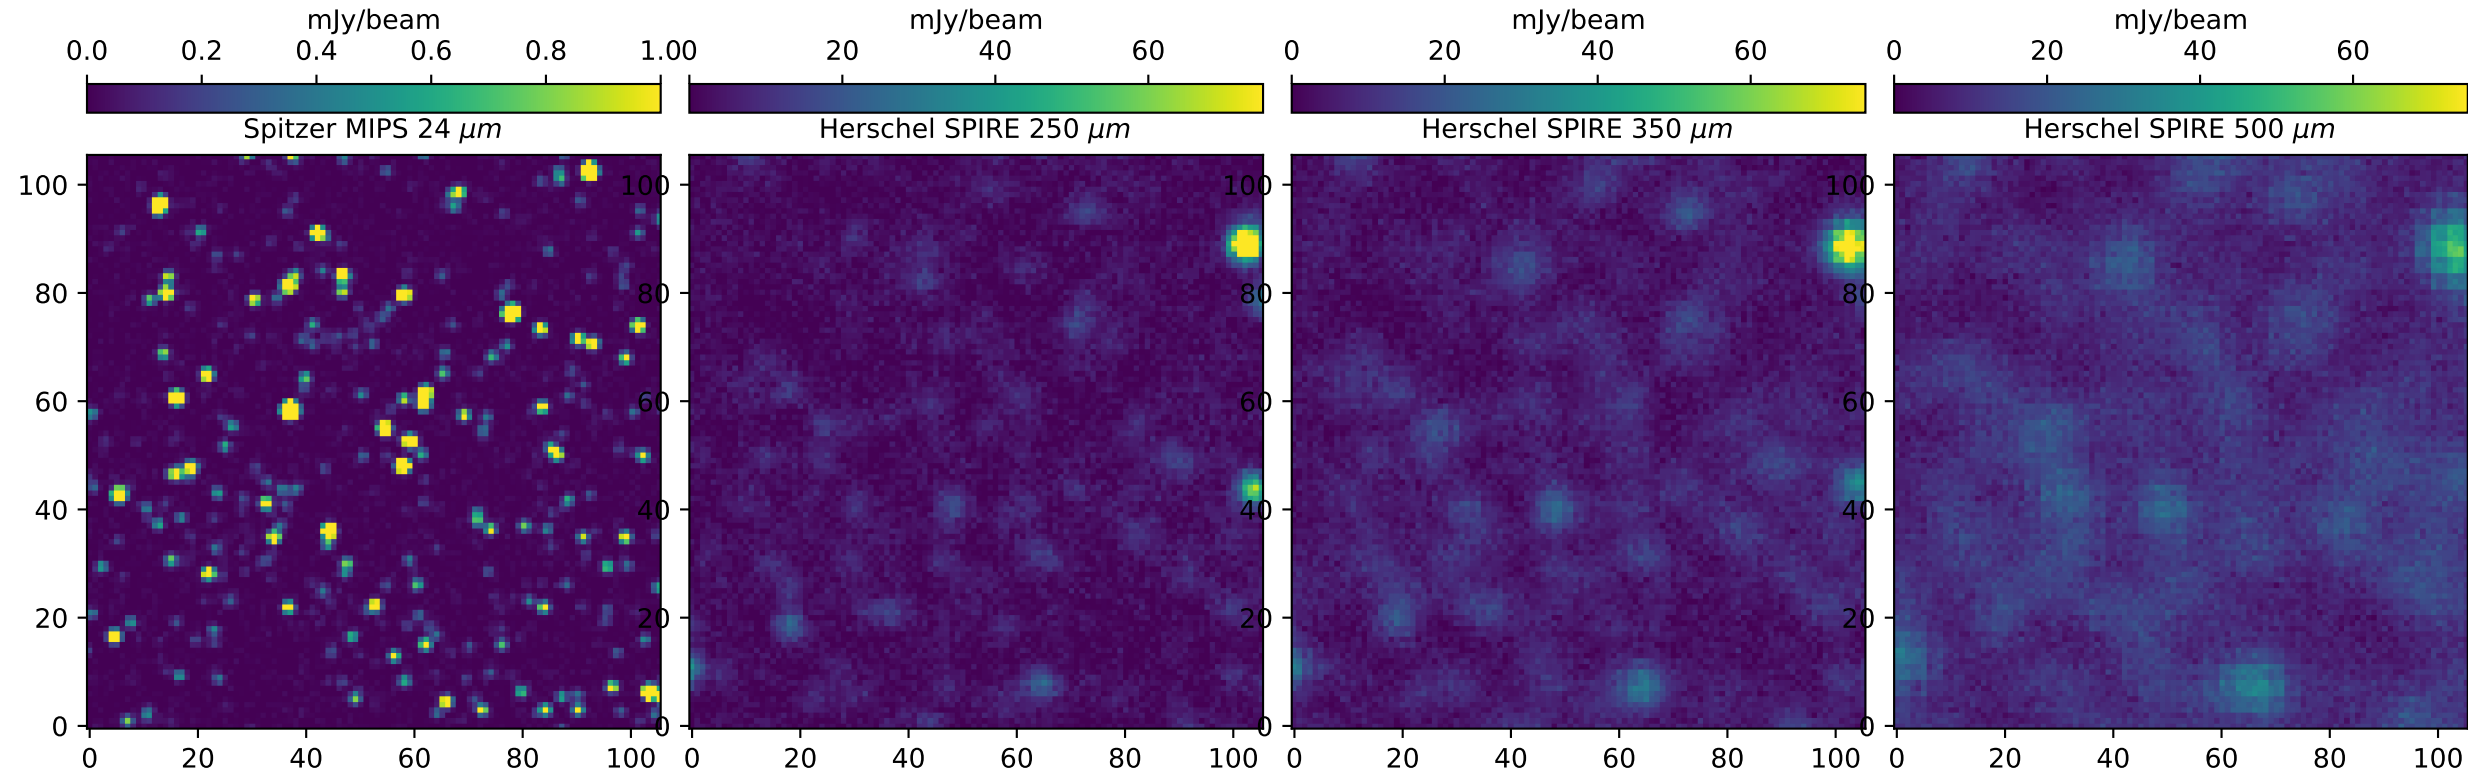 mJy/beam mJy/beam mJy/beam mJy/beam
0.0 0.2 0.4 0.6 0.8 1.0 0 20 40 60 0 20 40 60 0 20 40 60
Spitzer MIPS 24 μm Herschel SPIRE 250 μm Herschel SPIRE 350 μm Herschel SPIRE 500 μm
100 100 100 100
80 80 80 80
60 60 60 60
40 40 40 40
20 20 20 20
0 0 0 0
0 20 40 60 80 100 0 20 40 60 80 100 0 20 40 60 80 100 0 20 40 60 80 100